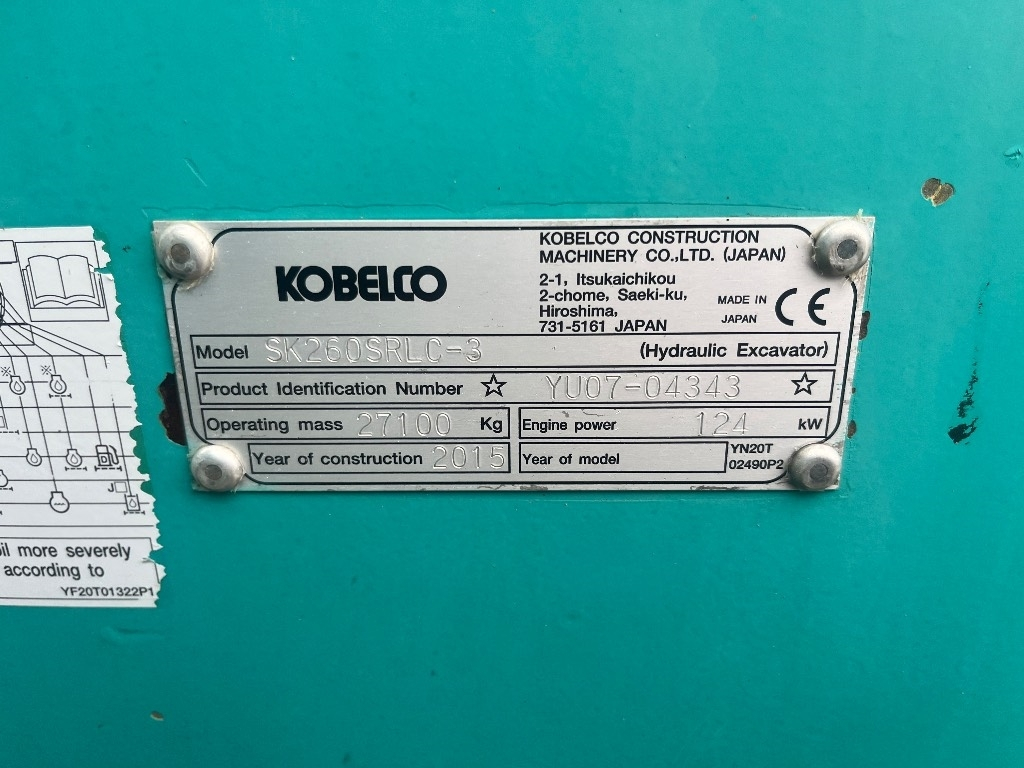 KOBELCO
KOBELCO CONSTRUCTION
MACHINERY CO.,LTD. (JAPAN)
2-1, Itsukaichikou
2-chome, Saeki-ku,
Hiroshima,
731-5161 JAPAN
MADE IN
JAPAN
CE
Model SK260SRLC-3 (Hydraulic Excavator)
Product Identification Number ☆ YU07-04343 ☆
Operating mass 27100 Kg
Engine power 124 kW
Year of construction 2015
Year of model
YN20T
02490P2
J
il more severely
according to
YF20T01322P1